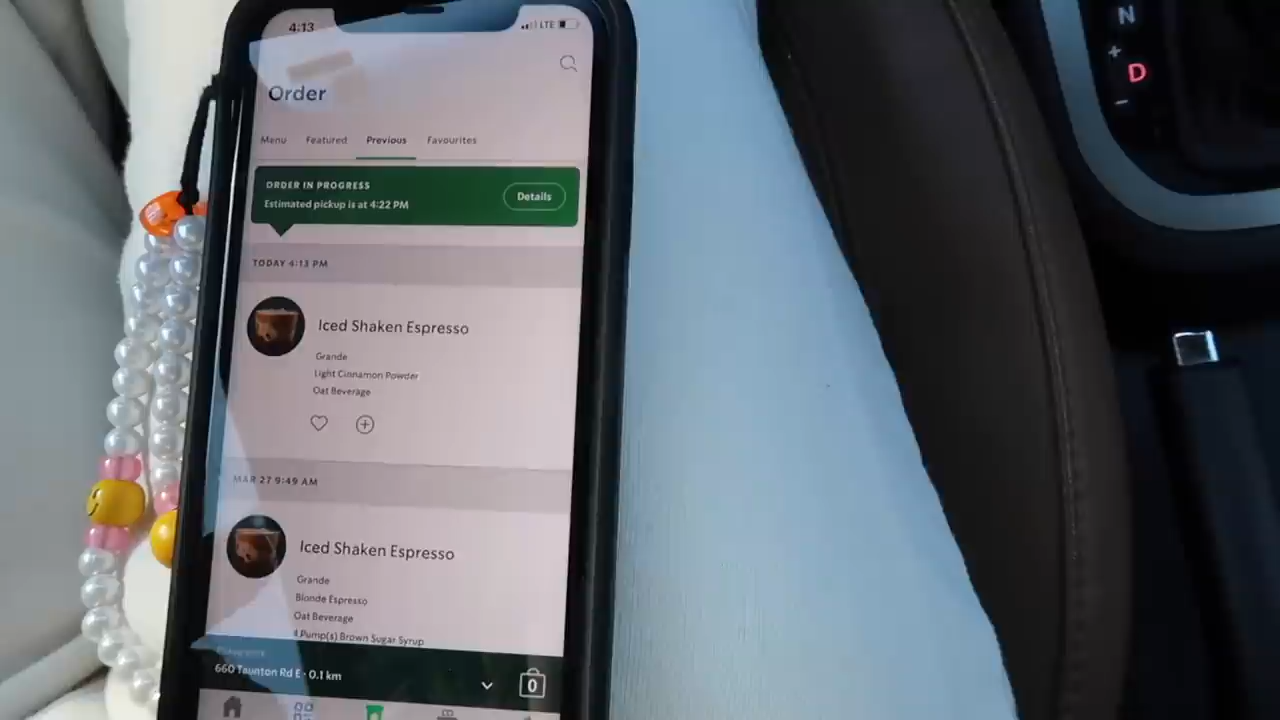 4:13
LTE
Order
Menu Featured Previous Favourites
ORDER IN PROGRESS
Estimated pickup is at 4:22 PM
Details
TODAY 4:13 PM
Iced Shaken Espresso
Grande
Light Cinnamon Powder
Oat Beverage
MAR 27 9:49 AM
Iced Shaken Espresso
Grande
Blonde Espresso
Oat Beverage
4 Pump(s) Brown Sugar Syrup
660 Taunton Rd E · 0.1 km
0
N
+
D
−